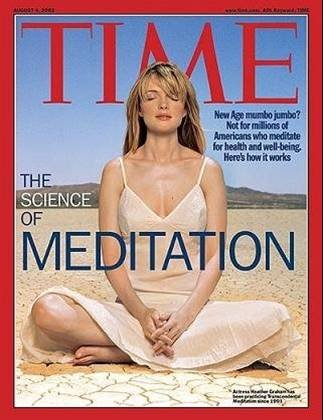 AUGUST 4, 2003
www.time.com AOL Keyword: TIME
TIME
New Age mumbo jumbo?
Not for millions of
Americans who meditate
for health and well-being.
Here's how it works
THE
SCIENCE
OF
MEDITATION
Actress Heather Graham has
been practicing Transcendental
Meditation since 1991